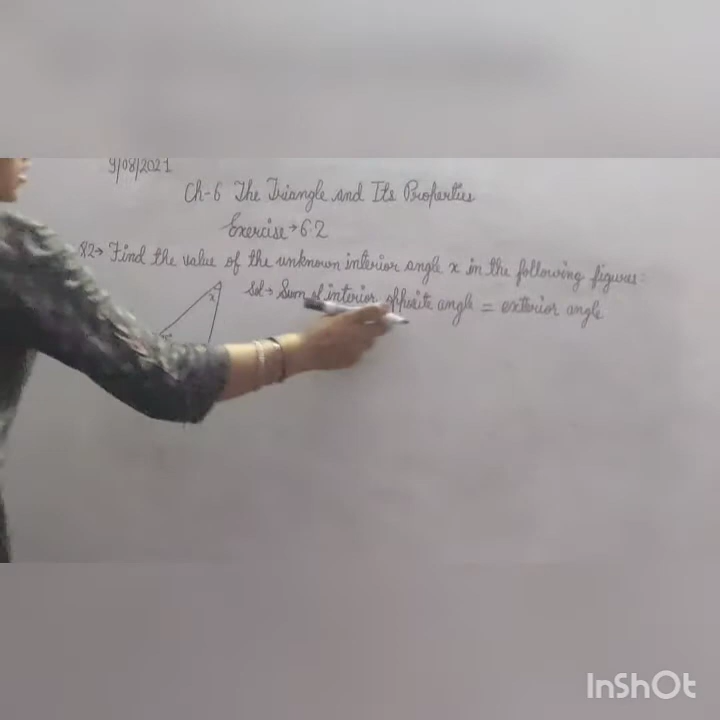 9/08/2021
Ch-6 The Triangle and Its Properties
Exercise → 6.2
Q2→ Find the value of the unknown interior angle x in the following figures:
Sol → Sum of interior opposite angle = exterior angle
x
InShOt